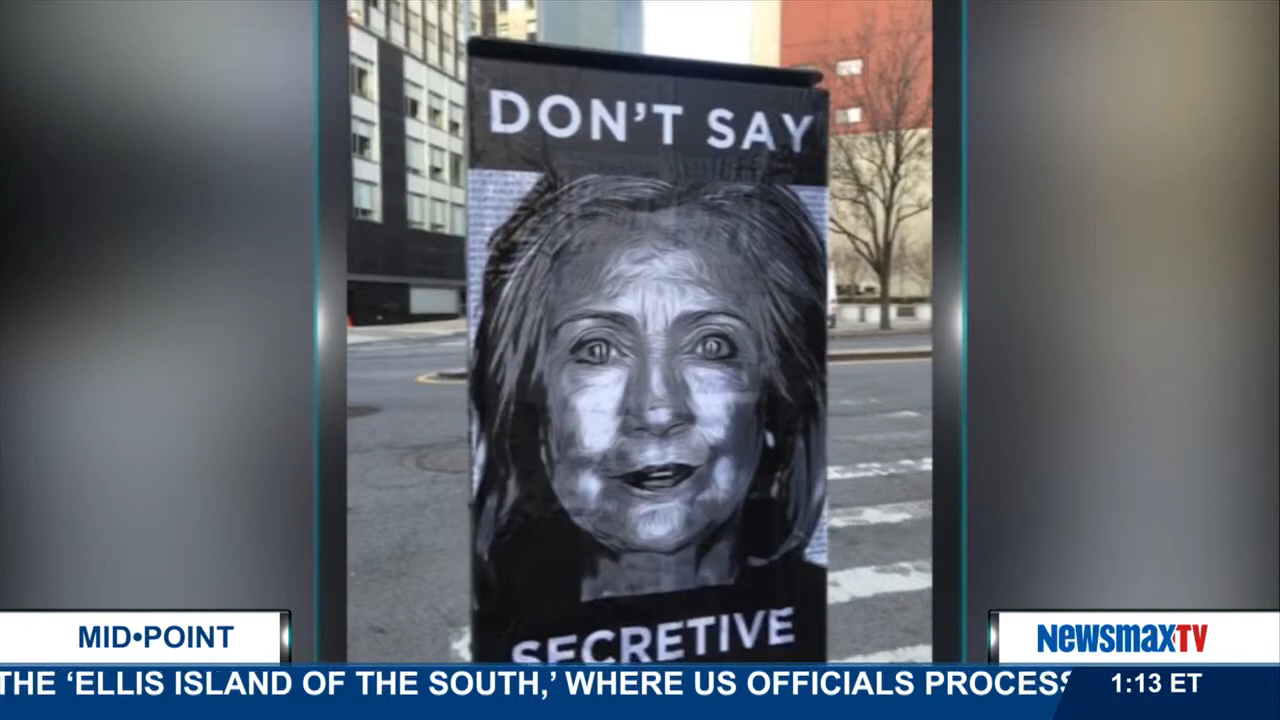 DON'T SAY
SECRETIVE
MID•POINT
NEWSMAXTV
THE ‘ELLIS ISLAND OF THE SOUTH,’ WHERE US OFFICIALS PROCESS
1:13 ET